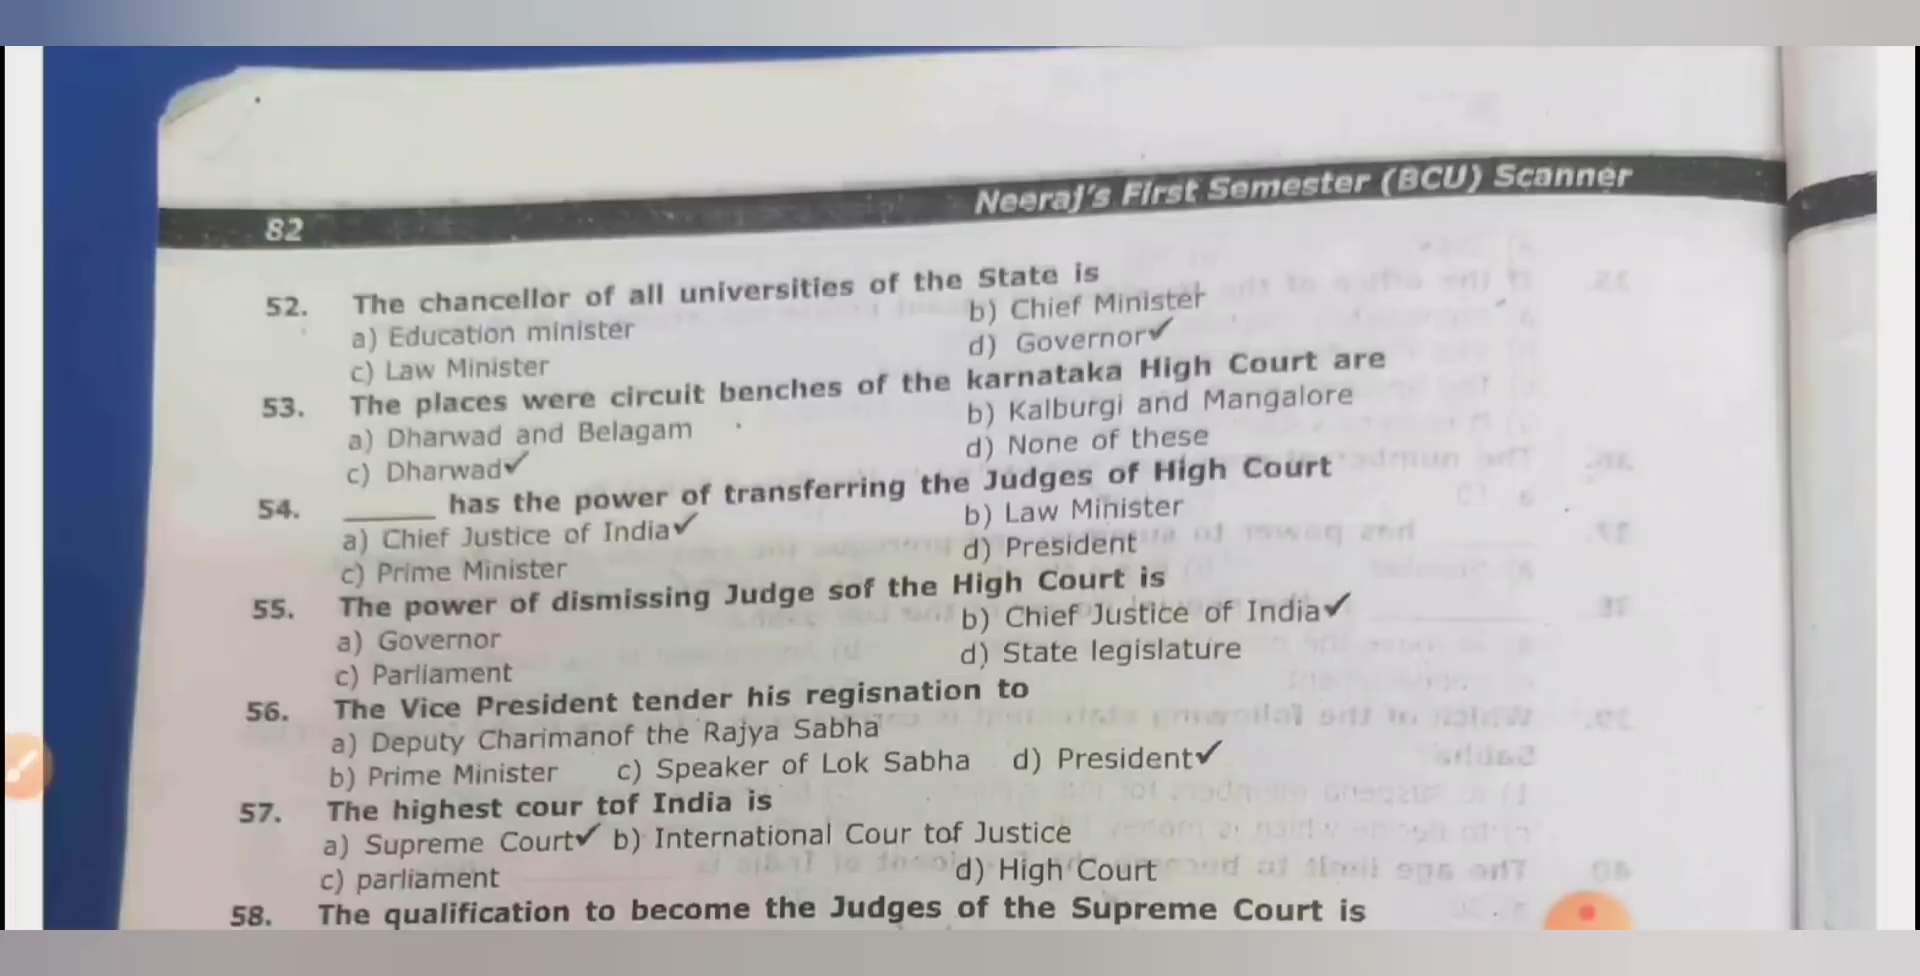 Neeraj's First Semester (BCU) Scanner
82
52. The chancellor of all universities of the State is
a) Education minister b) Chief Minister
c) Law Minister d) Governor✔
53. The places were circuit benches of the karnataka High Court are
a) Dharwad and Belagam b) Kalburgi and Mangalore
c) Dharwad✔ d) None of these
54. ______ has the power of transferring the Judges of High Court
a) Chief Justice of India✔ b) Law Minister
c) Prime Minister d) President
55. The power of dismissing Judge sof the High Court is
a) Governor b) Chief Justice of India✔
c) Parliament d) State legislature
56. The Vice President tender his regisnation to
a) Deputy Charimanof the Rajya Sabha
b) Prime Minister c) Speaker of Lok Sabha d) President✔
57. The highest cour tof India is
a) Supreme Court✔ b) International Cour tof Justice
c) parliament d) High Court
58. The qualification to become the Judges of the Supreme Court is